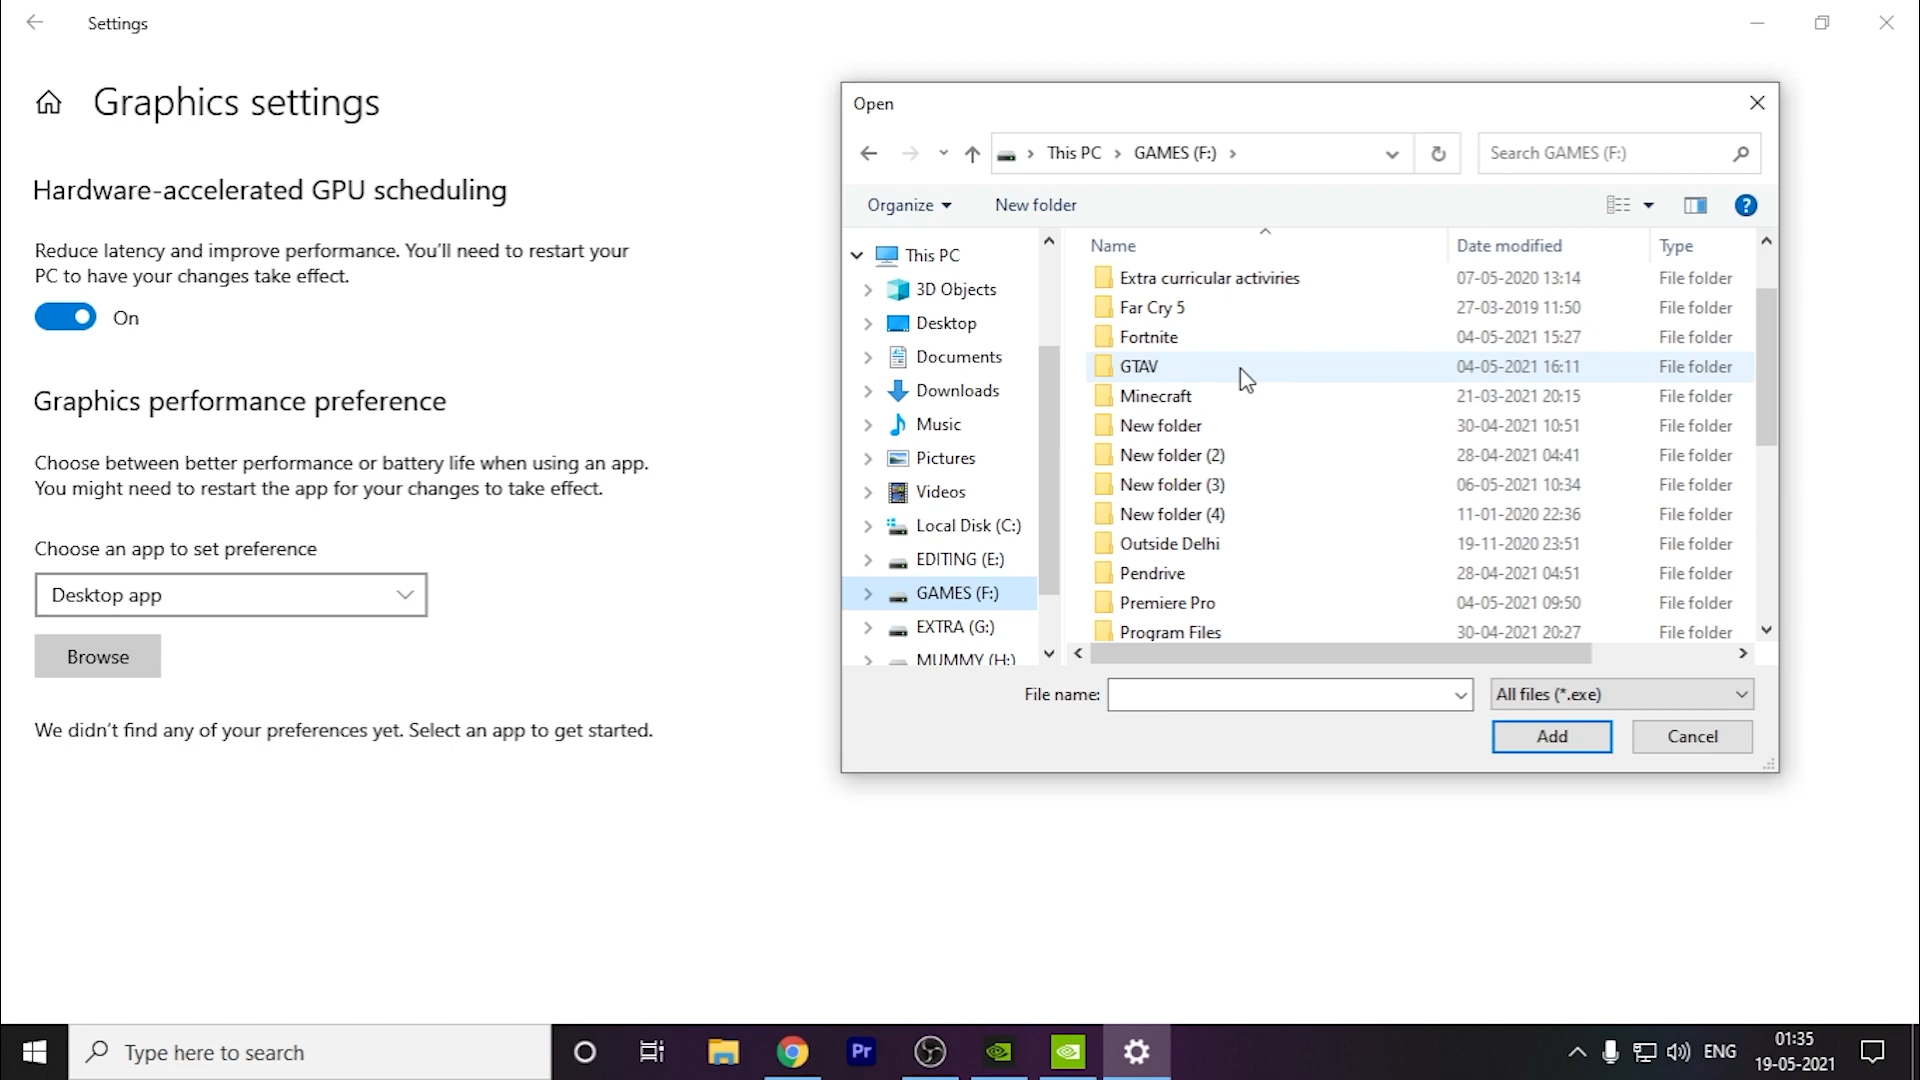 Settings
Graphics settings
Hardware-accelerated GPU scheduling
Reduce latency and improve performance. You'll need to restart your
PC to have your changes take effect.
On
Graphics performance preference
Choose between better performance or battery life when using an app.
You might need to restart the app for your changes to take effect.
Choose an app to set preference
Desktop app
Browse
We didn't find any of your preferences yet. Select an app to get started.
Open
This PC > GAMES (F:) >
Search GAMES (F:)
Organize
New folder
This PC
3D Objects
Desktop
Documents
Downloads
Music
Pictures
Videos
Local Disk (C:)
EDITING (E:)
GAMES (F:)
EXTRA (G:)
MUMMY (H:)
Name Date modified Type
Extra curricular activiries 07-05-2020 13:14 File folder
Far Cry 5 27-03-2019 11:50 File folder
Fortnite 04-05-2021 15:27 File folder
GTAV 04-05-2021 16:11 File folder
Minecraft 21-03-2021 20:15 File folder
New folder 30-04-2021 10:51 File folder
New folder (2) 28-04-2021 04:41 File folder
New folder (3) 06-05-2021 10:34 File folder
New folder (4) 11-01-2020 22:36 File folder
Outside Delhi 19-11-2020 23:51 File folder
Pendrive 28-04-2021 04:51 File folder
Premiere Pro 04-05-2021 09:50 File folder
Program Files 30-04-2021 20:27 File folder
File name:
All files (*.exe)
Add
Cancel
Type here to search
Pr
ENG
01:35
19-05-2021